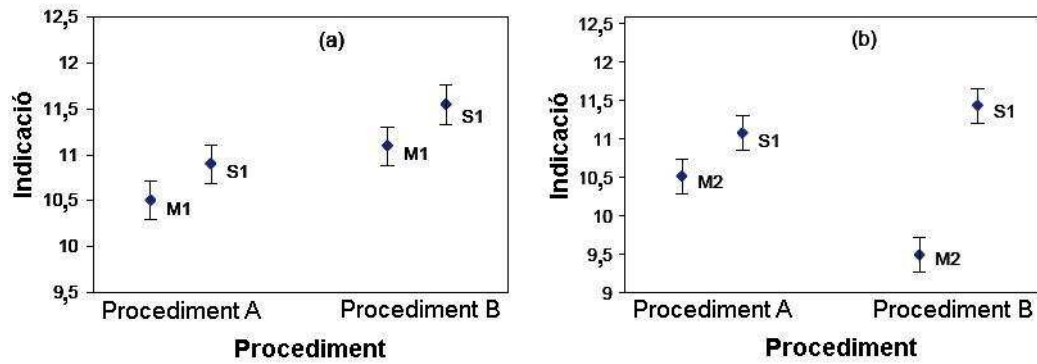 (a)
Indicació
12,5
12
11,5
11
10,5
10
9,5
M1
S1
M1
S1
Procediment A
Procediment B
Procediment
(b)
Indicació
12,5
12
11,5
11
10,5
10
9,5
9
M2
S1
M2
S1
Procediment A
Procediment B
Procediment